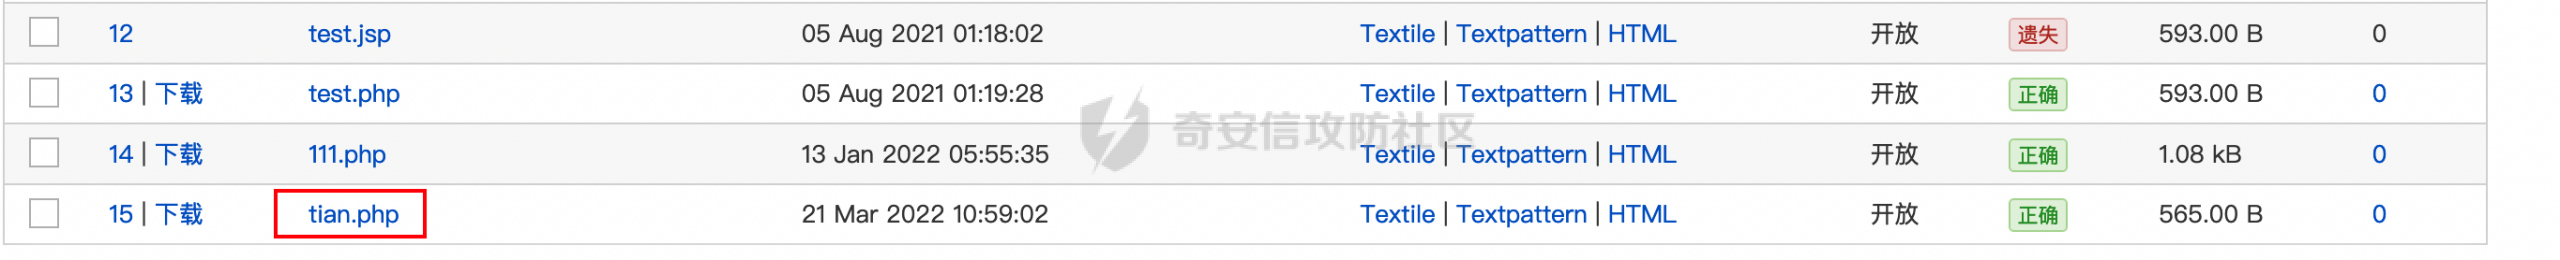 12 test.jsp 05 Aug 2021 01:18:02 Textile | Textpattern | HTML 开放 遗失 593.00 B 0
13 | 下载 test.php 05 Aug 2021 01:19:28 Textile | Textpattern | HTML 开放 正确 593.00 B 0
奇安信攻防社区
14 | 下载 111.php 13 Jan 2022 05:55:35 Textile | Textpattern | HTML 开放 正确 1.08 kB 0
15 | 下载 tian.php 21 Mar 2022 10:59:02 Textile | Textpattern | HTML 开放 正确 565.00 B 0